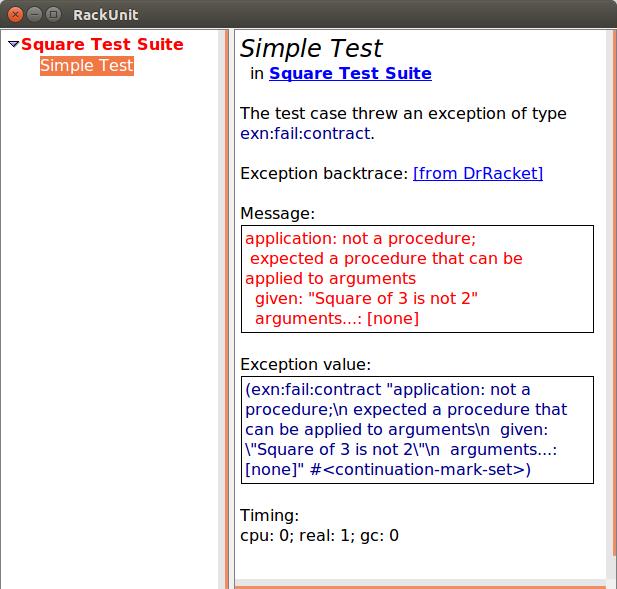 RackUnit
Square Test Suite
Simple Test
Simple Test
in Square Test Suite
The test case threw an exception of type
exn:fail:contract.
Exception backtrace: [from DrRacket]
Message:
application: not a procedure;
expected a procedure that can be
applied to arguments
given: "Square of 3 is not 2"
arguments...: [none]
Exception value:
(exn:fail:contract "application: not a
procedure;\n expected a procedure that
can be applied to arguments\n  given:
\"Square of 3 is not 2\"\n  arguments...:
[none]" #<continuation-mark-set>)
Timing:
cpu: 0; real: 1; gc: 0